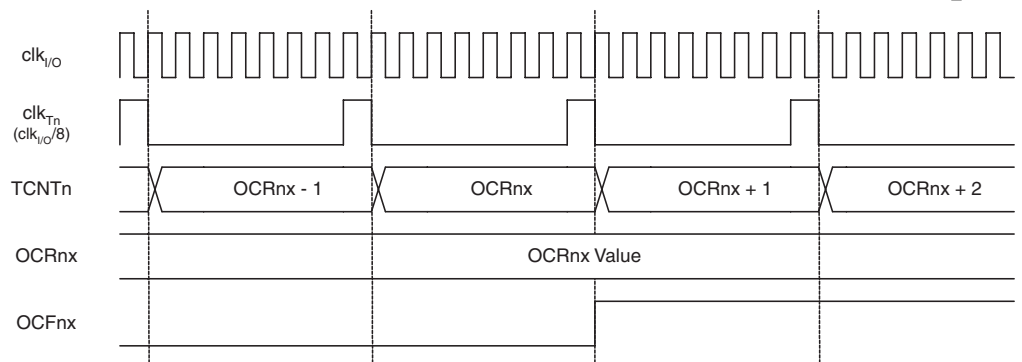 clkI/O
clkTn
(clkI/O/8)
TCNTn OCRnx - 1 OCRnx OCRnx + 1 OCRnx + 2
OCRnx OCRnx Value
OCFnx